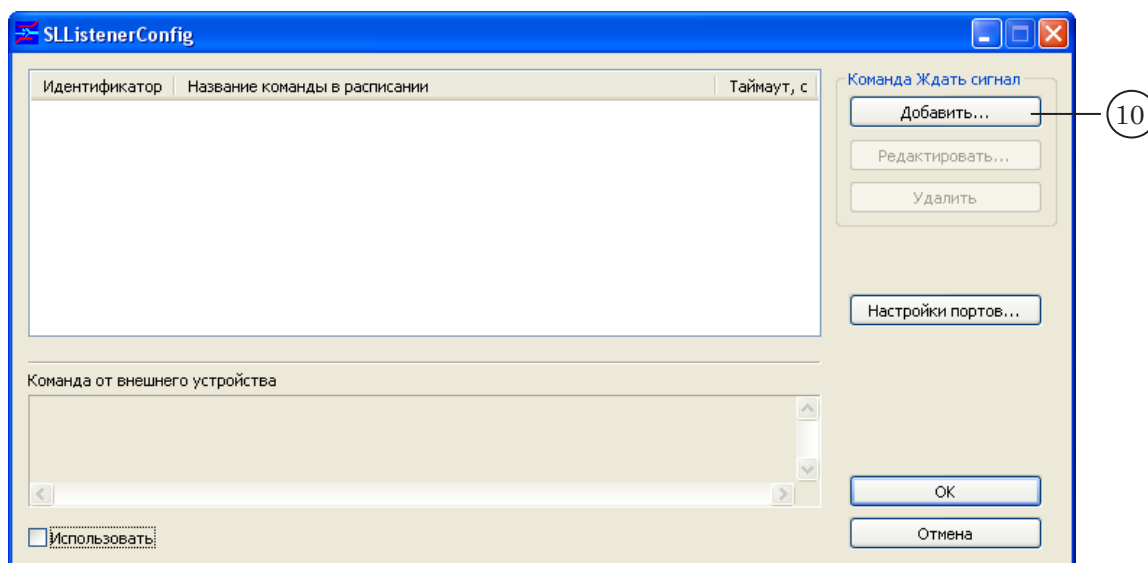 SLListenerConfig
Идентификатор Название команды в расписании Таймаут, с
Команда Ждать сигнал
Добавить...
10
Редактировать...
Удалить
Настройки портов...
Команда от внешнего устройства
OK
Использовать
Отмена